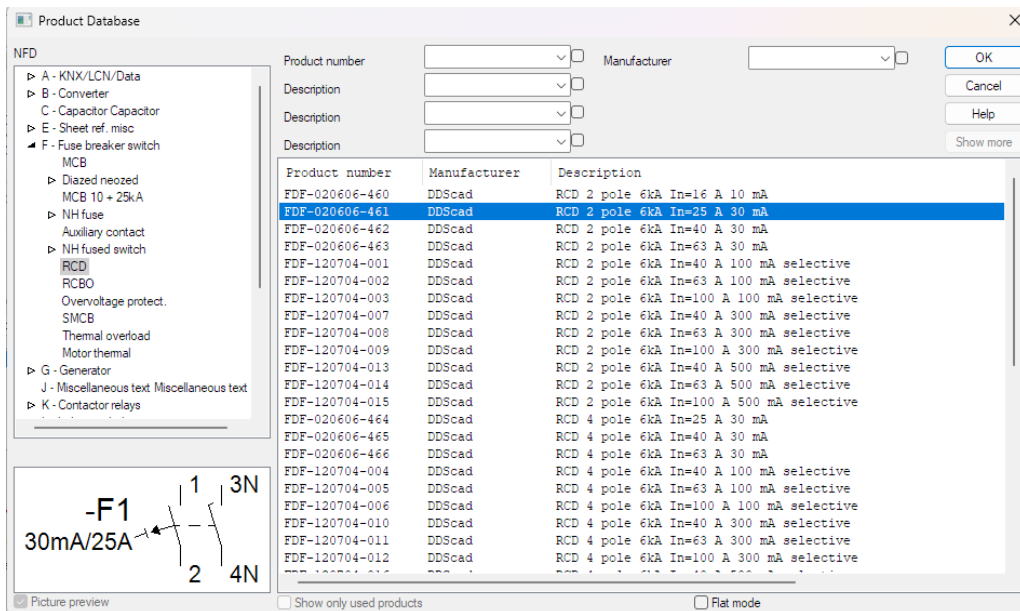 Product Database
NFD
A - KNX/LCN/Data
B - Converter
C - Capacitor Capacitor
E - Sheet ref. misc
F - Fuse breaker switch
MCB
Diazed neozed
MCB 10 + 25kA
NH fuse
Auxiliary contact
NH fused switch
RCD
RCBO
Overvoltage protect.
SMCB
Thermal overload
Motor thermal
G - Generator
J - Miscellaneous text Miscellaneous text
K - Contactor relays
Product number
Manufacturer
Description
Description
Description
OK
Cancel
Help
Show more
Product number Manufacturer Description
FDF-020606-460 DDScad RCD 2 pole 6kA In=16 A 10 mA
FDF-020606-461 DDScad RCD 2 pole 6kA In=25 A 30 mA
FDF-020606-462 DDScad RCD 2 pole 6kA In=40 A 30 mA
FDF-020606-463 DDScad RCD 2 pole 6kA In=63 A 30 mA
FDF-120704-001 DDScad RCD 2 pole 6kA In=40 A 100 mA selective
FDF-120704-002 DDScad RCD 2 pole 6kA In=63 A 100 mA selective
FDF-120704-003 DDScad RCD 2 pole 6kA In=100 A 100 mA selective
FDF-120704-007 DDScad RCD 2 pole 6kA In=40 A 300 mA selective
FDF-120704-008 DDScad RCD 2 pole 6kA In=63 A 300 mA selective
FDF-120704-009 DDScad RCD 2 pole 6kA In=100 A 300 mA selective
FDF-120704-013 DDScad RCD 2 pole 6kA In=40 A 500 mA selective
FDF-120704-014 DDScad RCD 2 pole 6kA In=63 A 500 mA selective
FDF-120704-015 DDScad RCD 2 pole 6kA In=100 A 500 mA selective
FDF-020606-464 DDScad RCD 4 pole 6kA In=25 A 30 mA
FDF-020606-465 DDScad RCD 4 pole 6kA In=40 A 30 mA
FDF-020606-466 DDScad RCD 4 pole 6kA In=63 A 30 mA
FDF-120704-004 DDScad RCD 4 pole 6kA In=40 A 100 mA selective
FDF-120704-005 DDScad RCD 4 pole 6kA In=63 A 100 mA selective
FDF-120704-006 DDScad RCD 4 pole 6kA In=100 A 100 mA selective
FDF-120704-010 DDScad RCD 4 pole 6kA In=40 A 300 mA selective
FDF-120704-011 DDScad RCD 4 pole 6kA In=63 A 300 mA selective
FDF-120704-012 DDScad RCD 4 pole 6kA In=100 A 300 mA selective
1 3N
-F1
30mA/25A
2 4N
Picture preview
Show only used products
Flat mode